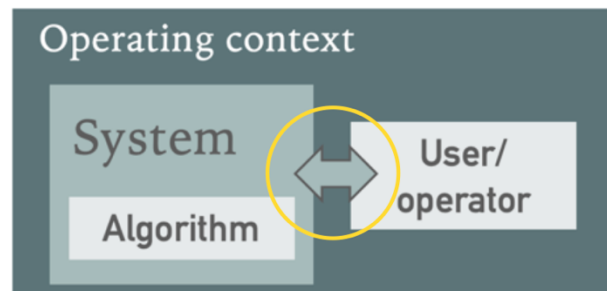 Operating context
System
Algorithm
User/
operator